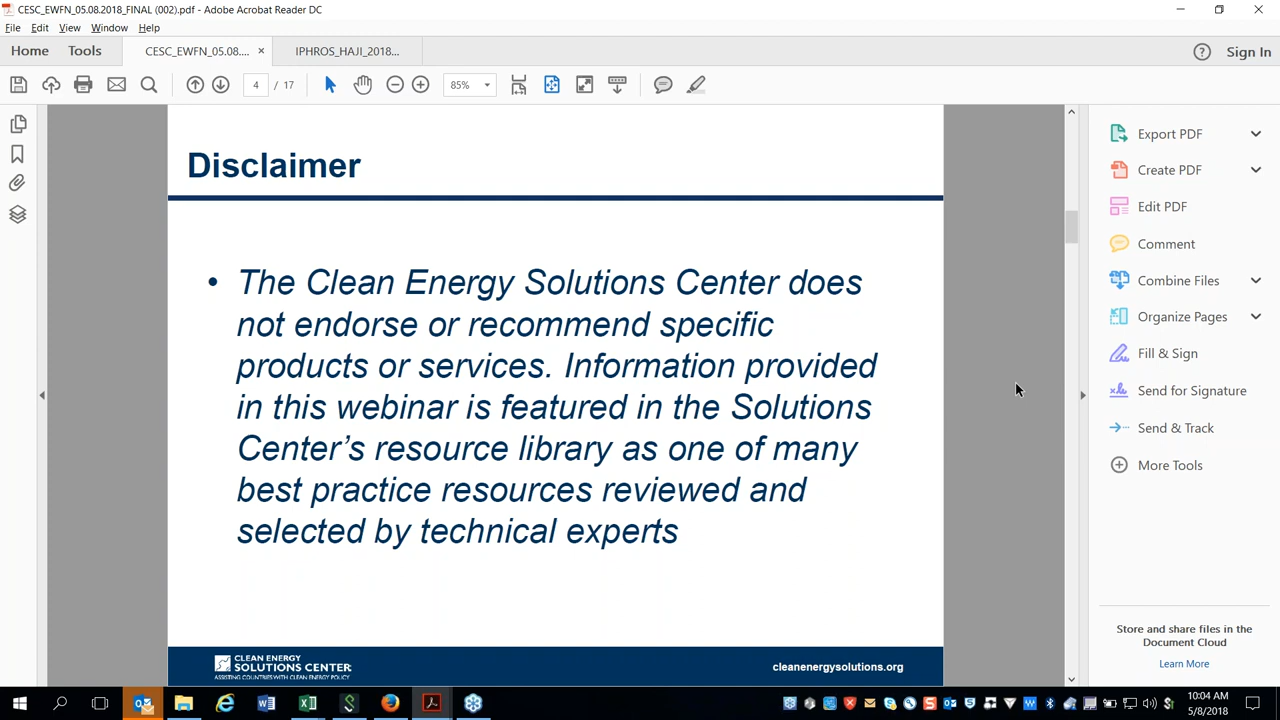 CESC_EWFN_05.08.2018_FINAL (002).pdf - Adobe Acrobat Reader DC
File Edit View Window Help
Home Tools CESC_EWFN_05.08.... × IPHROS_HAJI_2018... Sign In
4 / 17 85%
Disclaimer
• The Clean Energy Solutions Center does
not endorse or recommend specific
products or services. Information provided
in this webinar is featured in the Solutions
Center’s resource library as one of many
best practice resources reviewed and
selected by technical experts
CLEAN ENERGY
SOLUTIONS CENTER
ASSISTING COUNTRIES WITH CLEAN ENERGY POLICY
cleanenergysolutions.org
Export PDF
Create PDF
Edit PDF
Comment
Combine Files
Organize Pages
Fill & Sign
Send for Signature
Send & Track
More Tools
Store and share files in the
Document Cloud
Learn More
10:04 AM
5/8/2018